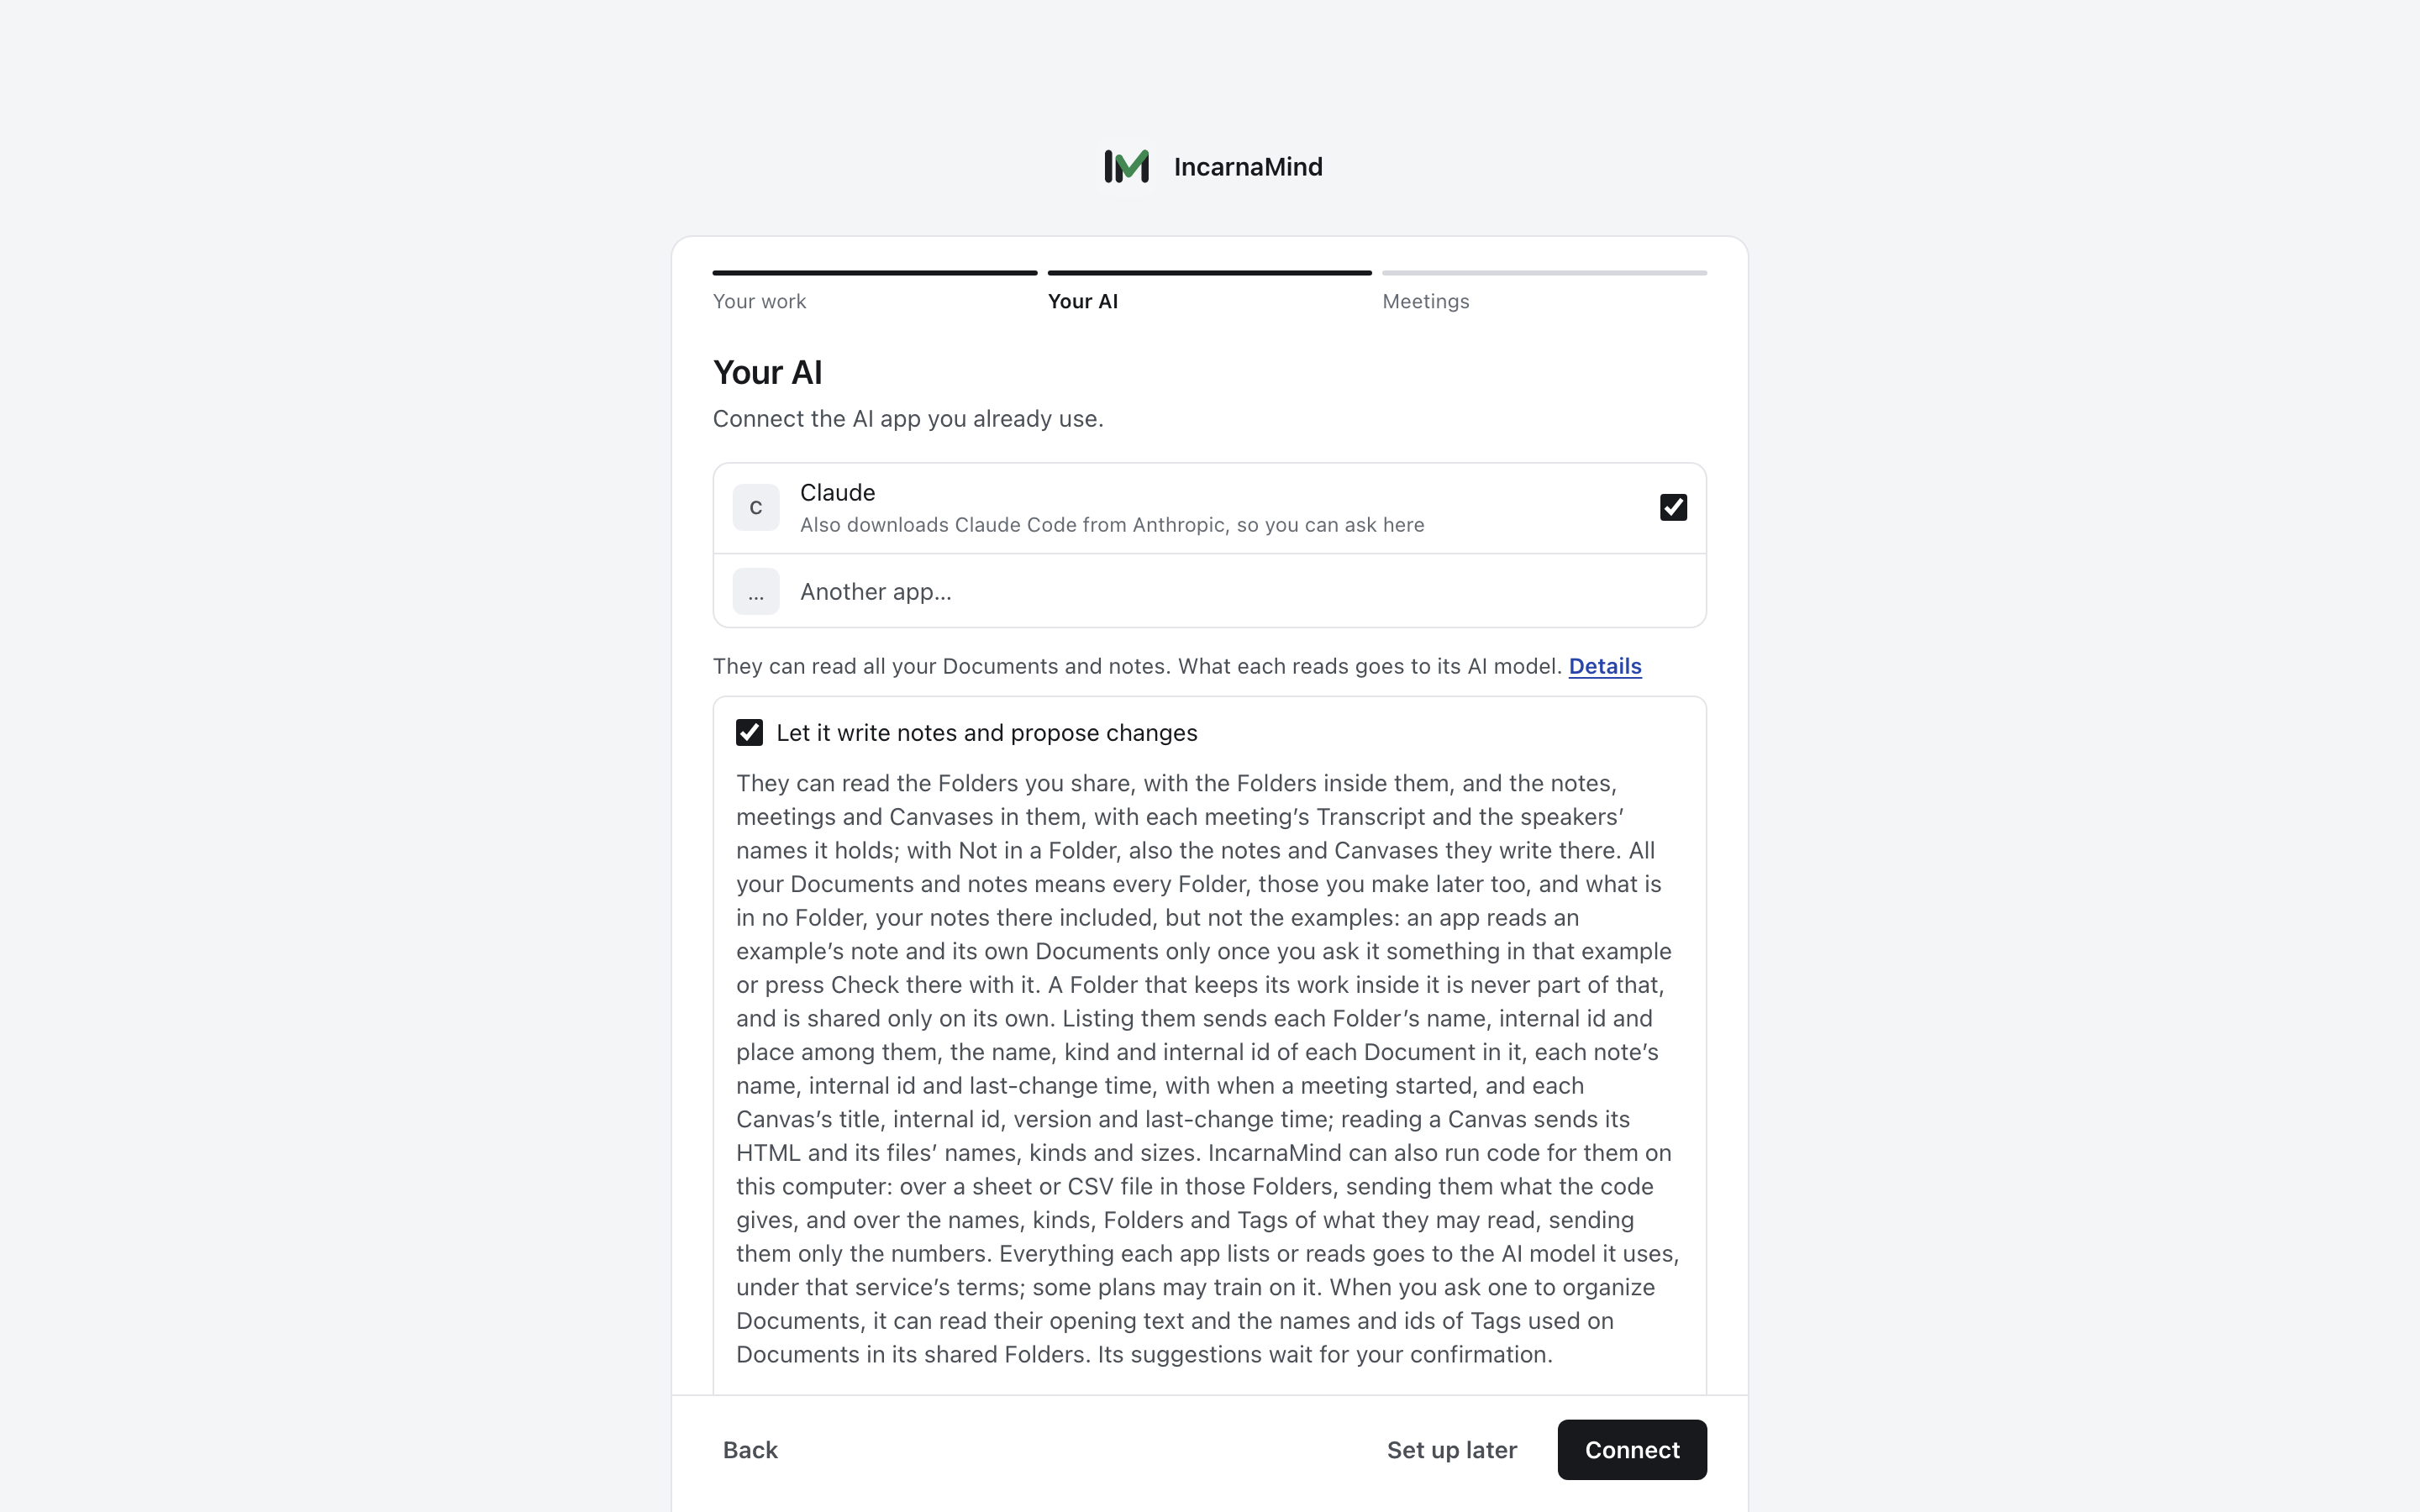 IncarnaMind
Your work
Your AI
Meetings
Your AI
Connect the AI app you already use.
C
Claude
Also downloads Claude Code from Anthropic, so you can ask here
...
Another app...
They can read all your Documents and notes. What each reads goes to its AI model. Details
Let it write notes and propose changes
They can read the Folders you share, with the Folders inside them, and the notes,
meetings and Canvases in them, with each meeting’s Transcript and the speakers’
names it holds; with Not in a Folder, also the notes and Canvases they write there. All
your Documents and notes means every Folder, those you make later too, and what is
in no Folder, your notes there included, but not the examples: an app reads an
example’s note and its own Documents only once you ask it something in that example
or press Check there with it. A Folder that keeps its work inside it is never part of that,
and is shared only on its own. Listing them sends each Folder’s name, internal id and
place among them, the name, kind and internal id of each Document in it, each note’s
name, internal id and last-change time, with when a meeting started, and each
Canvas’s title, internal id, version and last-change time; reading a Canvas sends its
HTML and its files’ names, kinds and sizes. IncarnaMind can also run code for them on
this computer: over a sheet or CSV file in those Folders, sending them what the code
gives, and over the names, kinds, Folders and Tags of what they may read, sending
them only the numbers. Everything each app lists or reads goes to the AI model it uses,
under that service’s terms; some plans may train on it. When you ask one to organize
Documents, it can read their opening text and the names and ids of Tags used on
Documents in its shared Folders. Its suggestions wait for your confirmation.
Back
Set up later
Connect